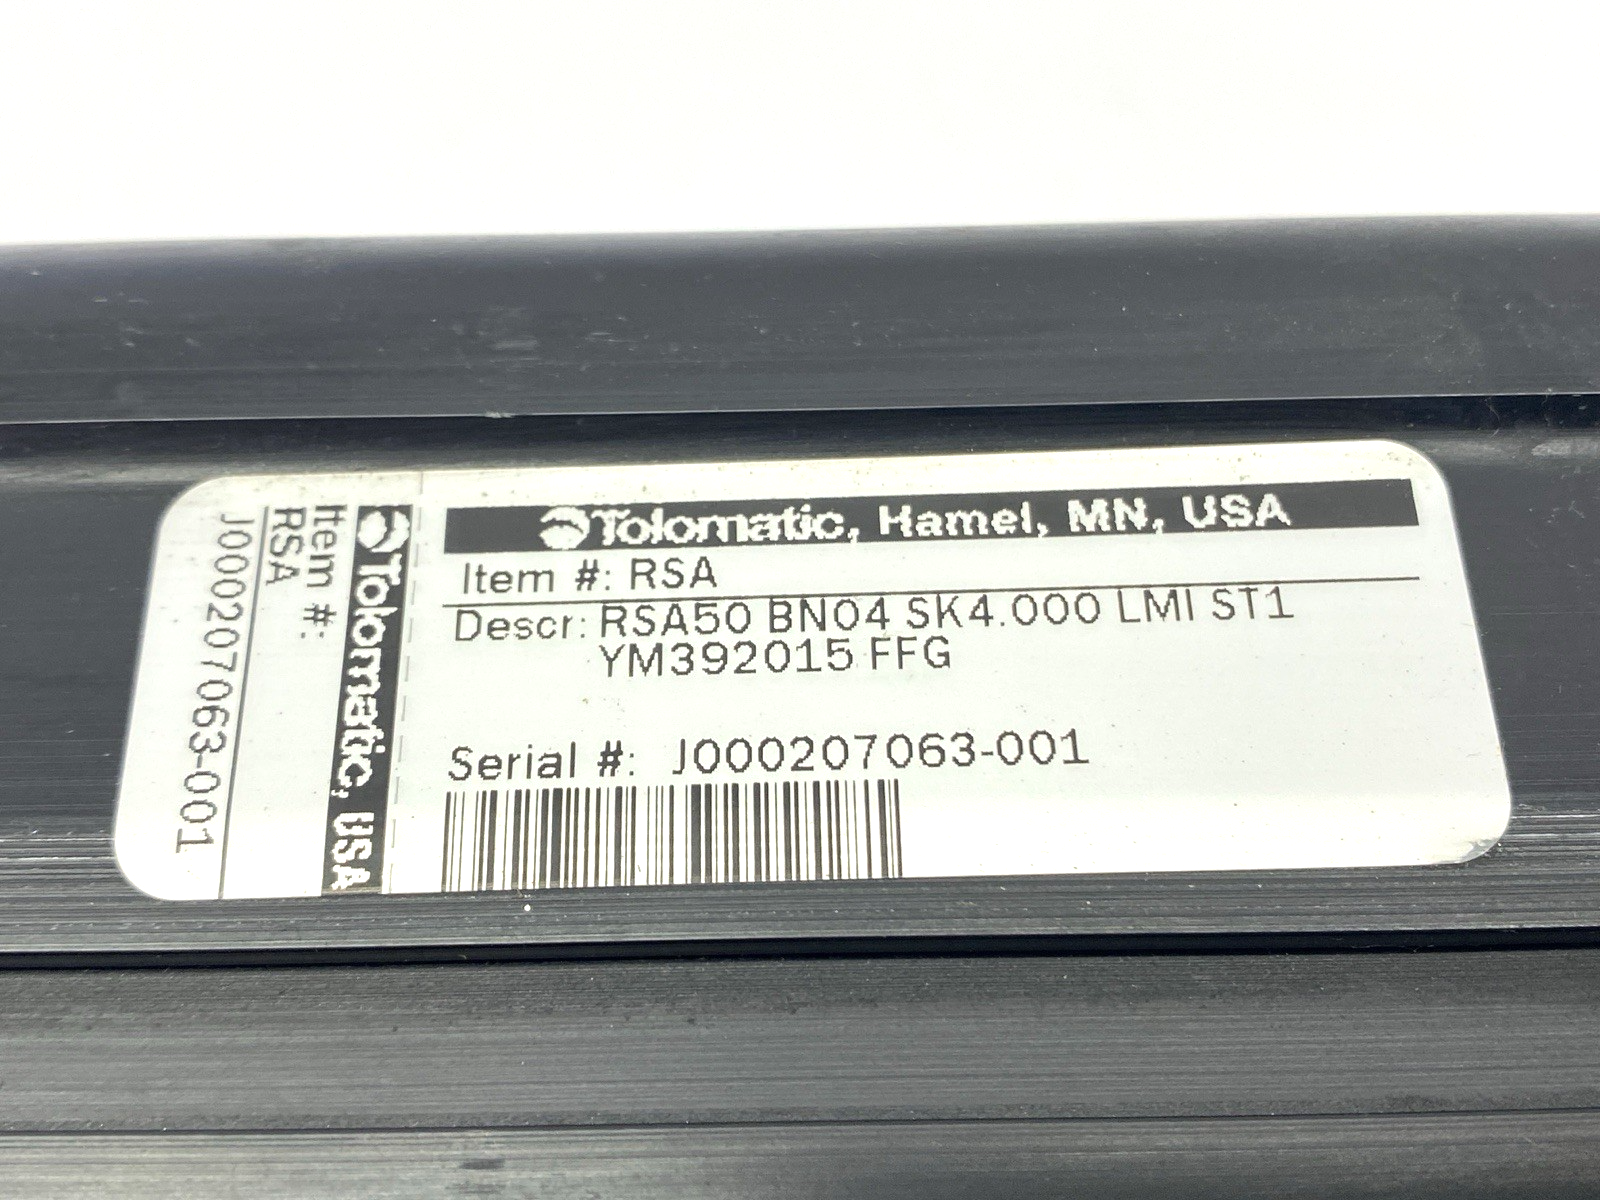 Tolomatic, Hamel, MN, USA
Item #: RSA
Descr: RSA50 BN04 SK4.000 LMI ST1
YM392015 FFG
Serial #: J000207063-001
Tolomatic, USA
Item #:
RSA
J000207063-001